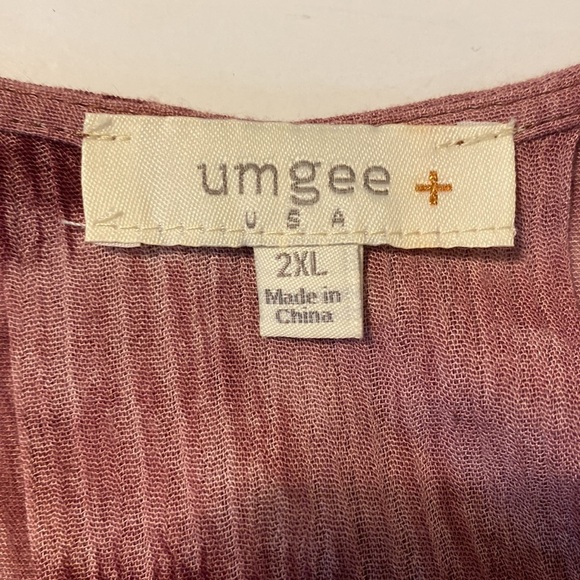 umgee +
USA
2XL
Made in
China